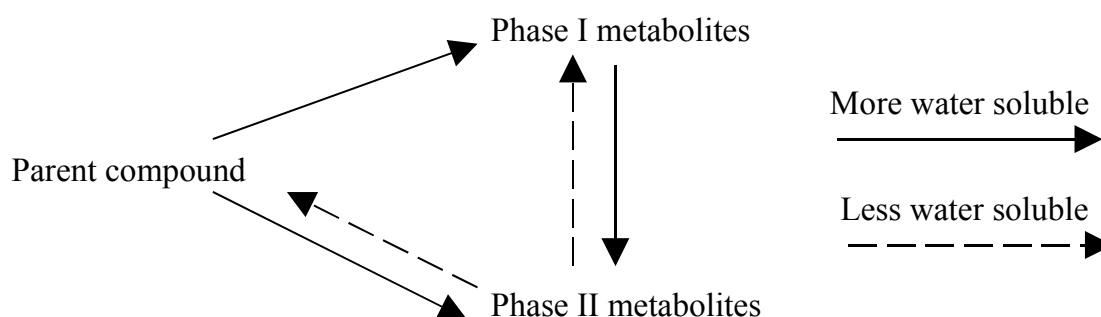 Phase I metabolites
More water soluble
Parent compound
Less water soluble
Phase II metabolites